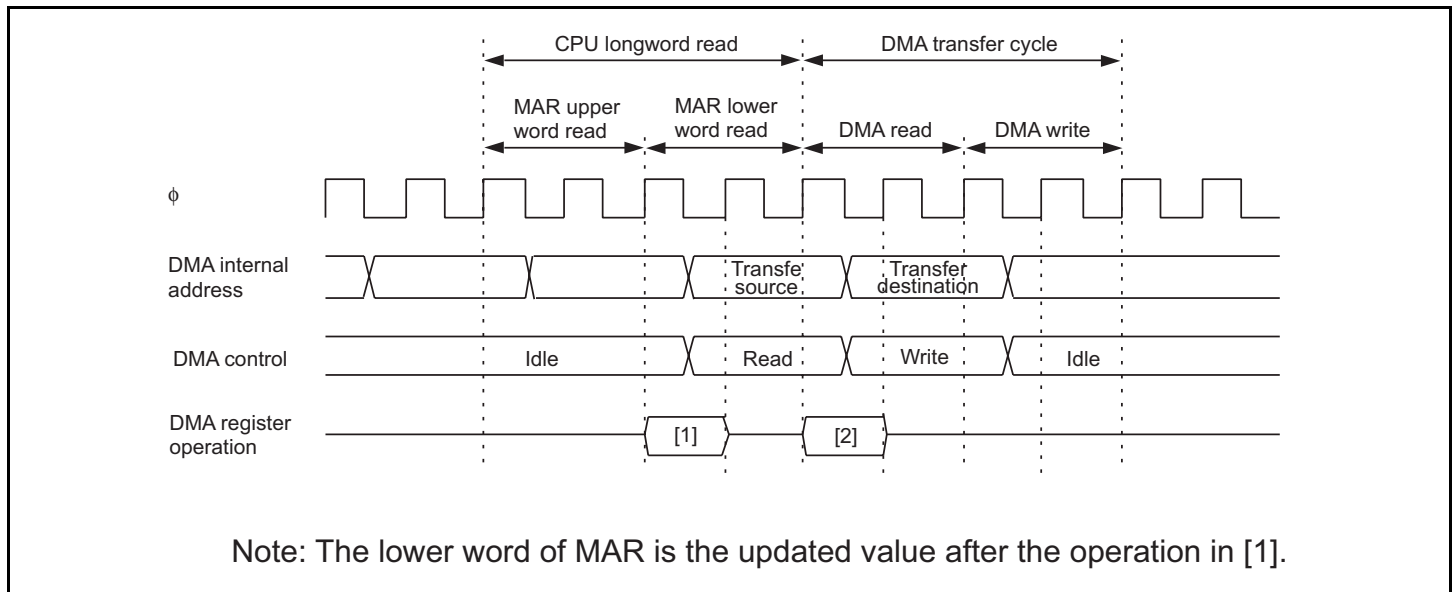 CPU longword read
DMA transfer cycle
MAR upper
word read
MAR lower
word read
DMA read
DMA write
ϕ
DMA internal
address
Transfe
source
Transfer
destination
DMA control
Idle
Read
Write
Idle
DMA register
operation
[1]
[2]
Note: The lower word of MAR is the updated value after the operation in [1].